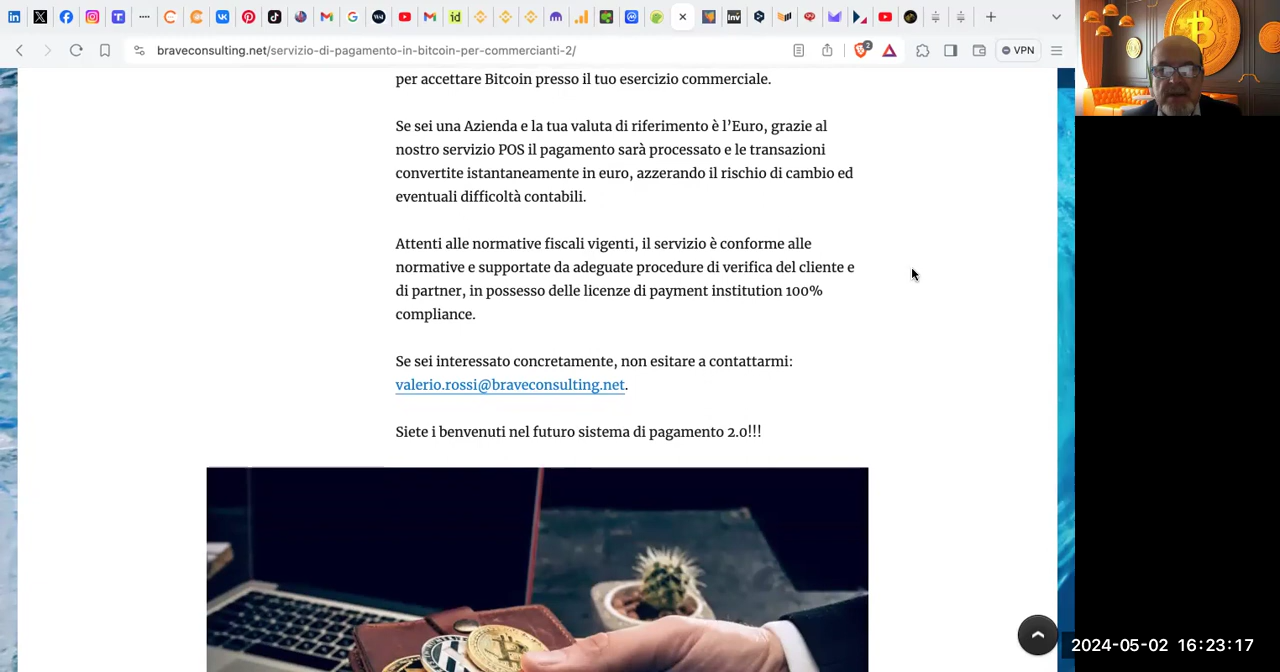 braveconsulting.net/servizio-di-pagamento-in-bitcoin-per-commercianti-2/
2
VPN
per accettare Bitcoin presso il tuo esercizio commerciale.
Se sei una Azienda e la tua valuta di riferimento è l’Euro, grazie al
nostro servizio POS il pagamento sarà processato e le transazioni
convertite istantaneamente in euro, azzerando il rischio di cambio ed
eventuali difficoltà contabili.
Attenti alle normative fiscali vigenti, il servizio è conforme alle
normative e supportate da adeguate procedure di verifica del cliente e
di partner, in possesso delle licenze di payment institution 100%
compliance.
Se sei interessato concretamente, non esitare a contattarmi:
valerio.rossi@braveconsulting.net.
Siete i benvenuti nel futuro sistema di pagamento 2.0!!!
2024-05-02 16:23:17